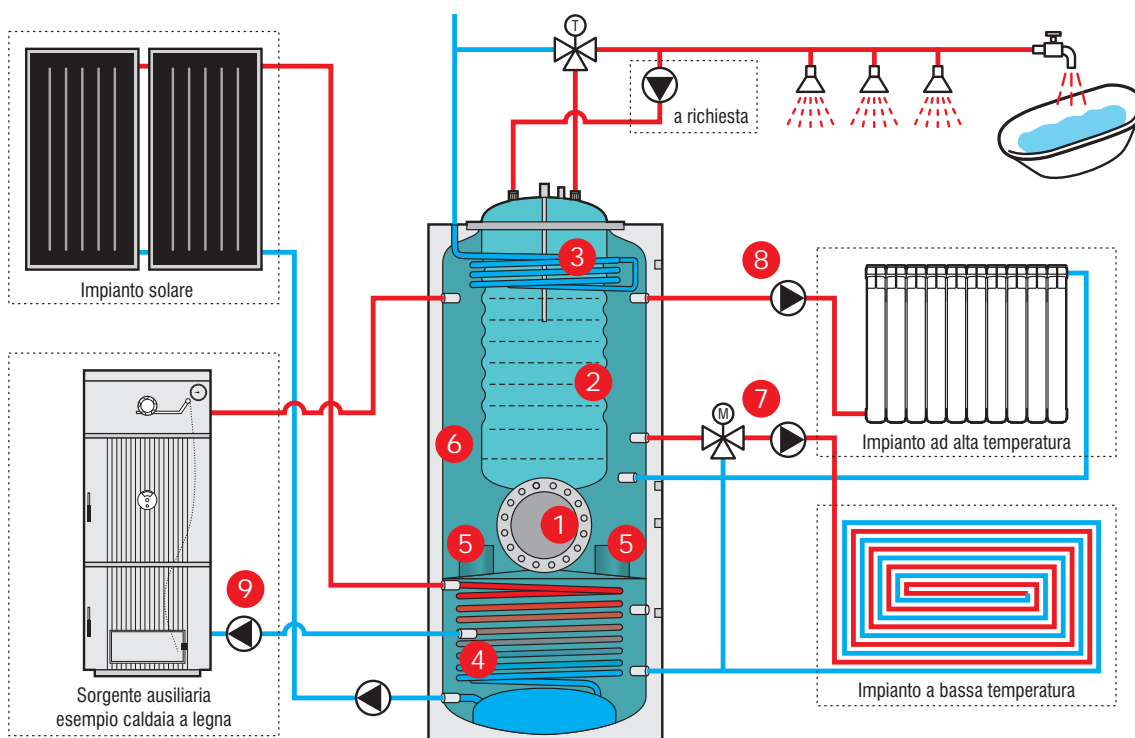 T
a richiesta
3
8
Impianto solare
2
7
M
Impianto ad alta temperatura
6
1
5
5
9
4
Sorgente ausiliaria
esempio caldaia a legna
Impianto a bassa temperatura